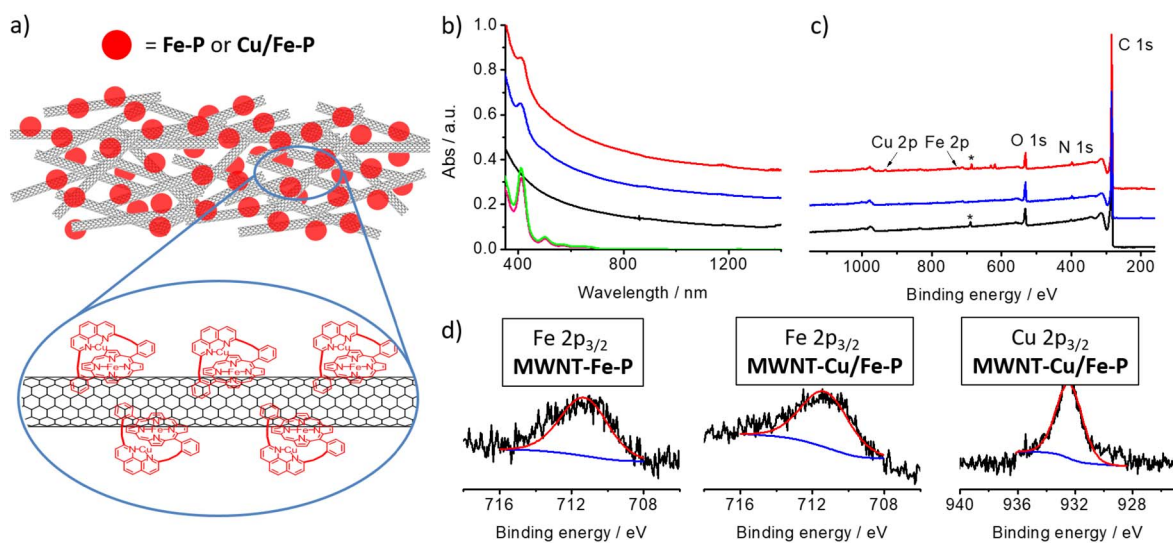 a)
= Fe-P or Cu/Fe-P
b)
1.0
0.8
0.6
0.4
0.2
0.0
Abs / a.u.
400
800
1200
Wavelength / nm
c)
C 1s
Cu 2p
Fe 2p
*
O 1s
N 1s
*
1000
800
600
400
200
Binding energy / eV
d)
Fe 2p3/2
MWNT-Fe-P
716
712
708
Binding energy / eV
Fe 2p3/2
MWNT-Cu/Fe-P
716
712
708
Binding energy / eV
Cu 2p3/2
MWNT-Cu/Fe-P
940
936
932
928
Binding energy / eV